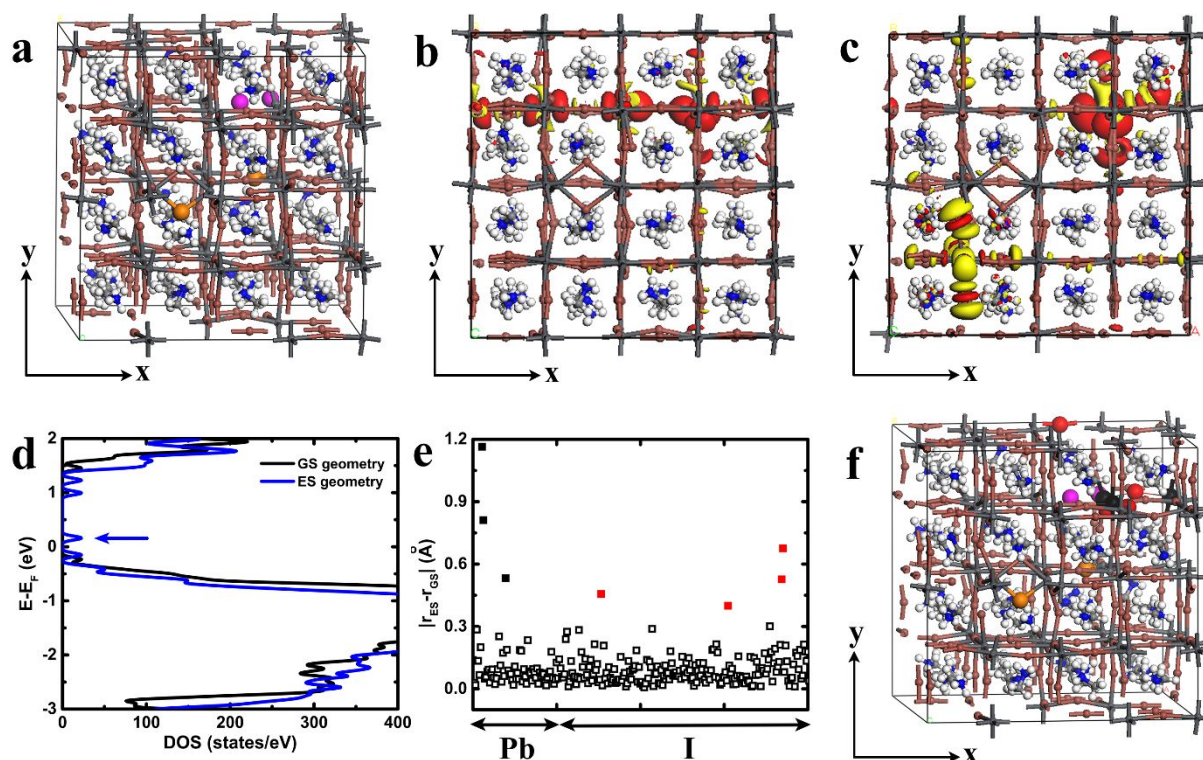 a
y
x
b
y
x
c
y
x
d
2
1
0
-1
-2
-3
E-E_F (eV)
GS geometry
ES geometry
0 100 200 300 400
DOS (states/eV)
e
1.2
0.9
0.6
0.3
0.0
|r_ES-r_GS| (Å)
Pb
I
f
y
x